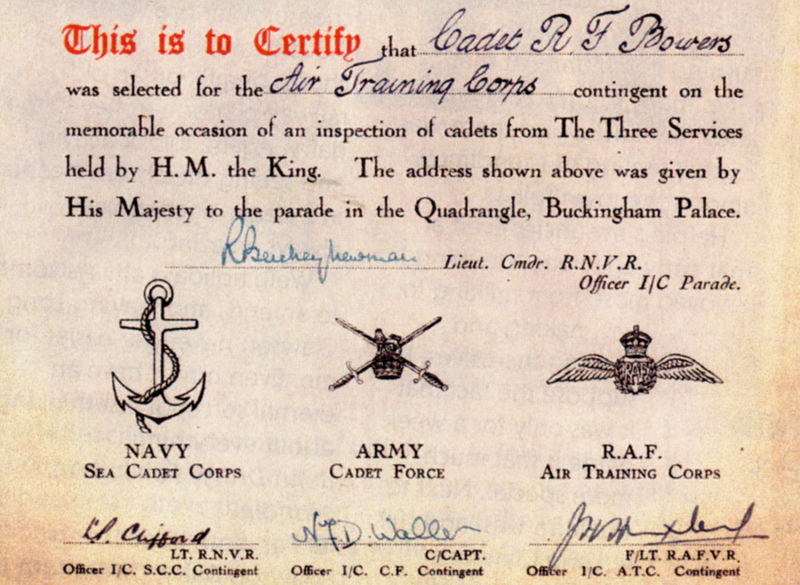 This is to Certify that Cadet R F Bowers
was selected for the Air Training Corps contingent on the
memorable occasion of an inspection of cadets from The Three Services
held by H.M. the King. The address shown above was given by
His Majesty to the parade in the Quadrangle, Buckingham Palace.
Lieut. Cmdr. R.N.V.R.
Officer I/C Parade.
RAF
NAVY ARMY R.A.F.
SEA CADET CORPS CADET FORCE AIR TRAINING CORPS
Clifford N.F.D. Waller
LT. R.N.V.R. C/CAPT. F/LT. R.A.F.V.R,
Officer I/C. S.C.C. Contingent Officer I/C. C.F. Contingent Officer I/C. A.T.C. Contingent